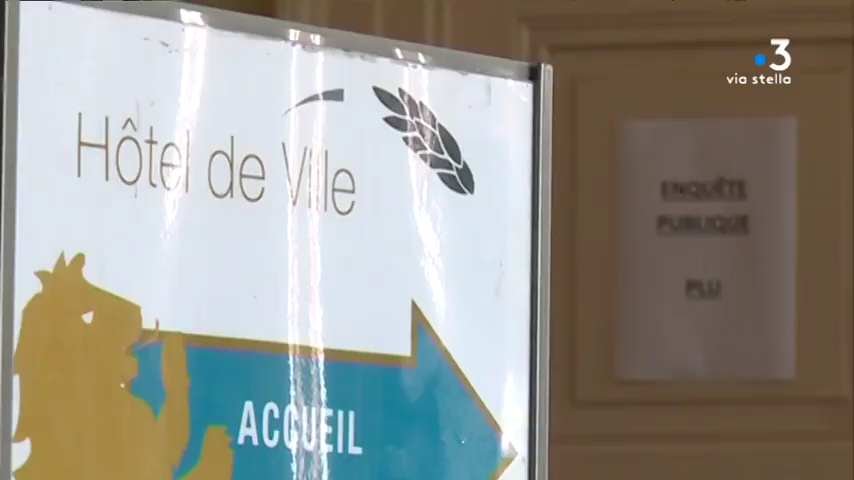 3
via stella
Hôtel de Ville
ACCUEIL
ENQUÊTE
PUBLIQUE
PLU